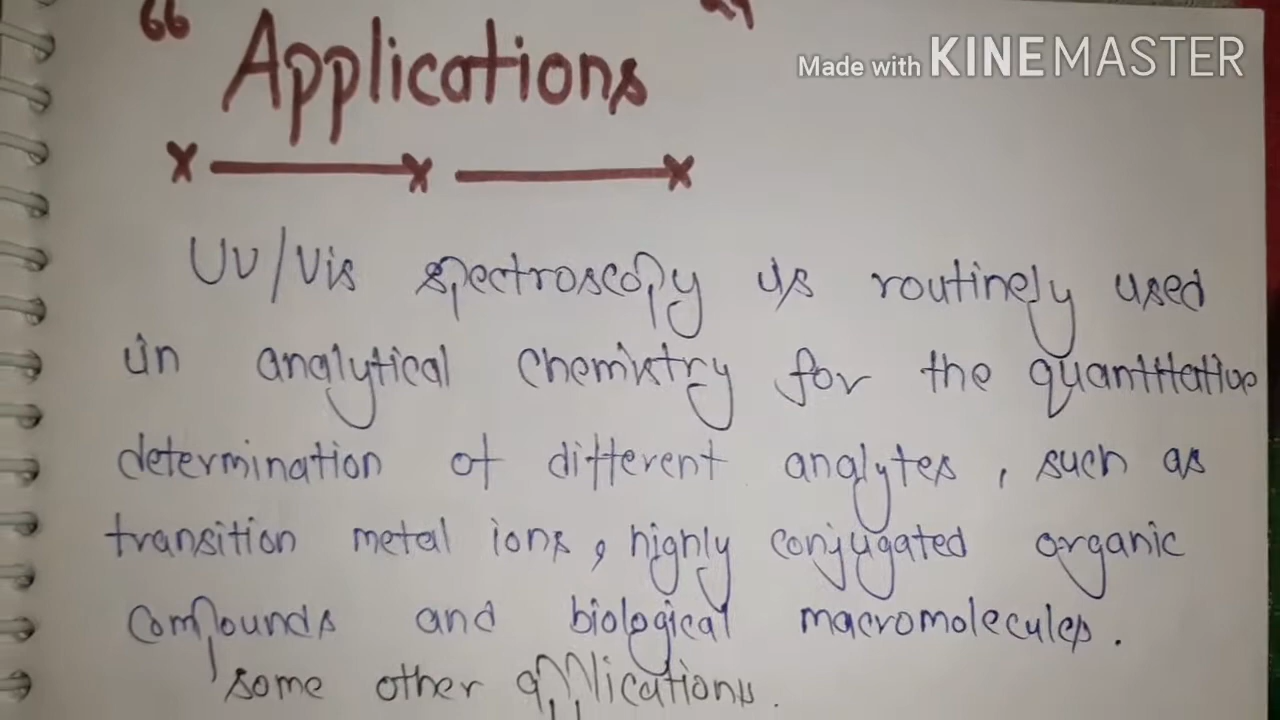 "Applications"
Made with KINEMASTER
UV/Vis spectroscopy is routinely used
in analytical chemistry for the quantitative
determination of different analytes, such as
transition metal ions, highly conjugated organic
compounds and biological macromolecules.
some other applications.